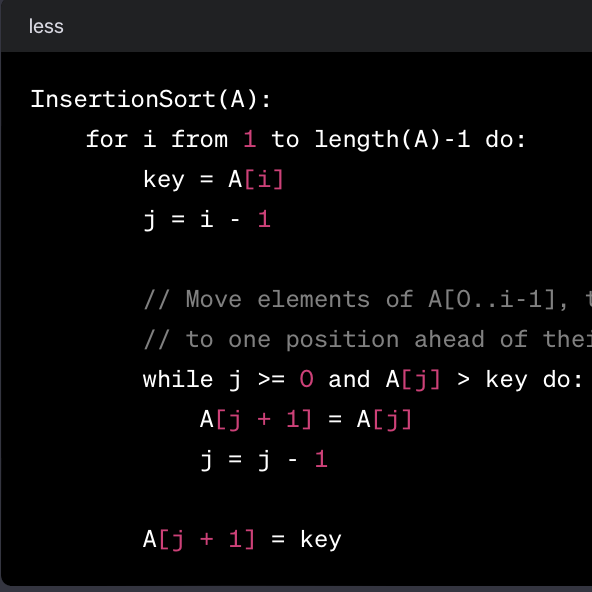 less
InsertionSort(A):
for i from 1 to length(A)-1 do:
key = A[i]
j = i - 1
// Move elements of A[0..i-1],
// to one position ahead of
while j >= 0 and A[j] > key do:
A[j + 1] = A[j]
j = j - 1
A[j + 1] = key